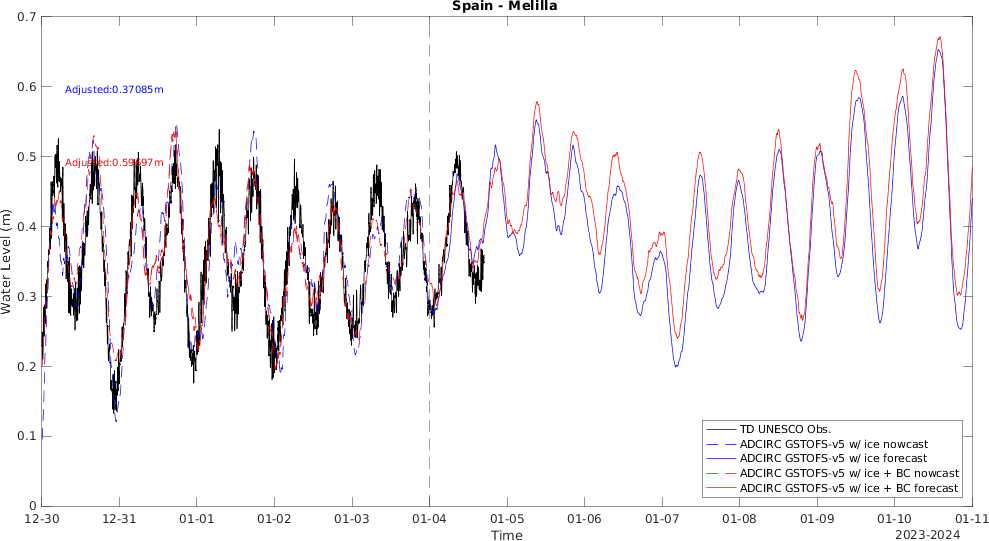 Spain - Melilla
0.7
0.6
0.5
0.4
0.3
0.2
0.1
0
Water Level (m)
Adjusted:0.37085m
TD UNESCO Obs.
ADCIRC GSTOFS-v5 w/ ice nowcast
ADCIRC GSTOFS-v5 w/ ice forecast
ADCIRC GSTOFS-v5 w/ ice + BC nowcast
ADCIRC GSTOFS-v5 w/ ice + BC forecast
12-30 12-31 01-01 01-02 01-03 01-04 01-05 01-06 01-07 01-08 01-09 01-10 01-11
Time
2023-2024